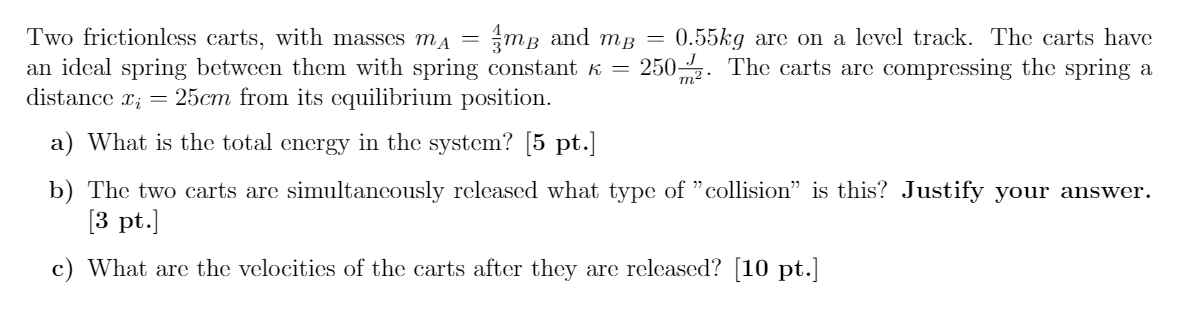 Two frictionless carts, with masses m_A = \frac{4}{3}m_B and m_B = 0.55kg are on a level track. The carts have
an ideal spring between them with spring constant κ = 250\frac{J}{m^2}. The carts are compressing the spring a
distance x_i = 25cm from its equilibrium position.
a) What is the total energy in the system? [5 pt.]
b) The two carts are simultaneously released what type of "collision" is this? Justify your answer.
[3 pt.]
c) What are the velocities of the carts after they are released? [10 pt.]